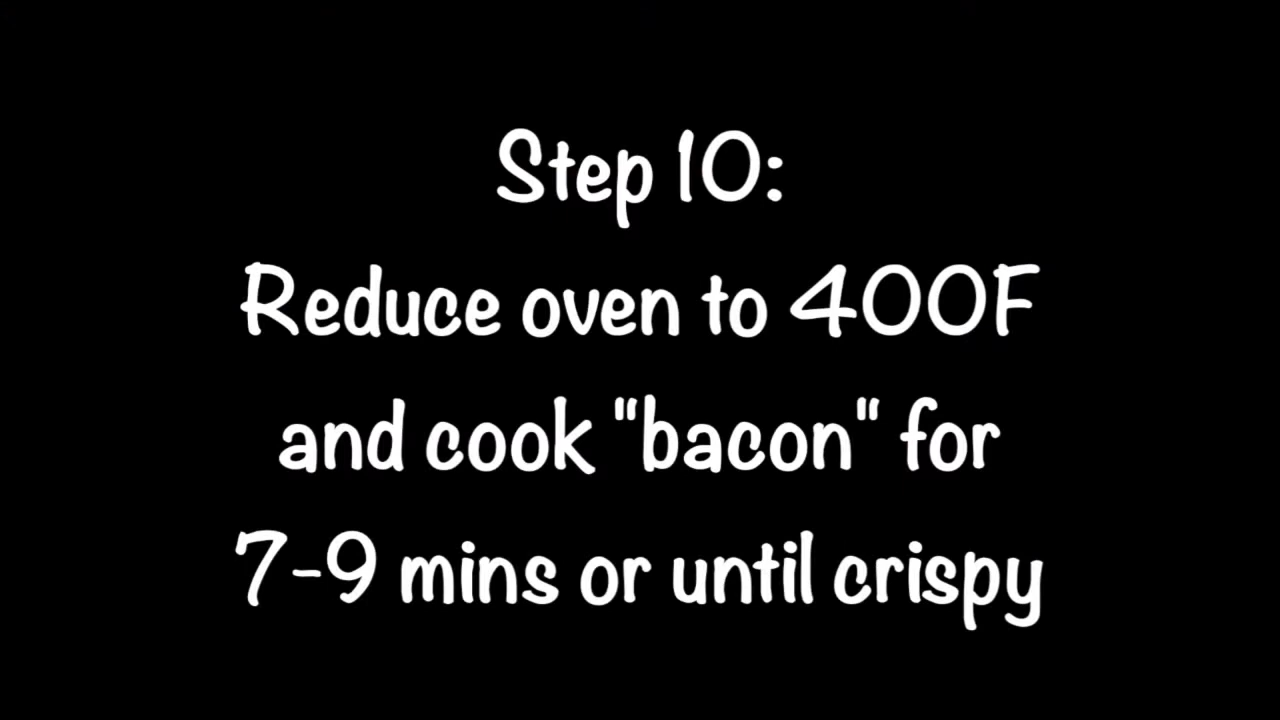 Step 10:
Reduce oven to 400F
and cook "bacon" for
7-9 mins or until crispy